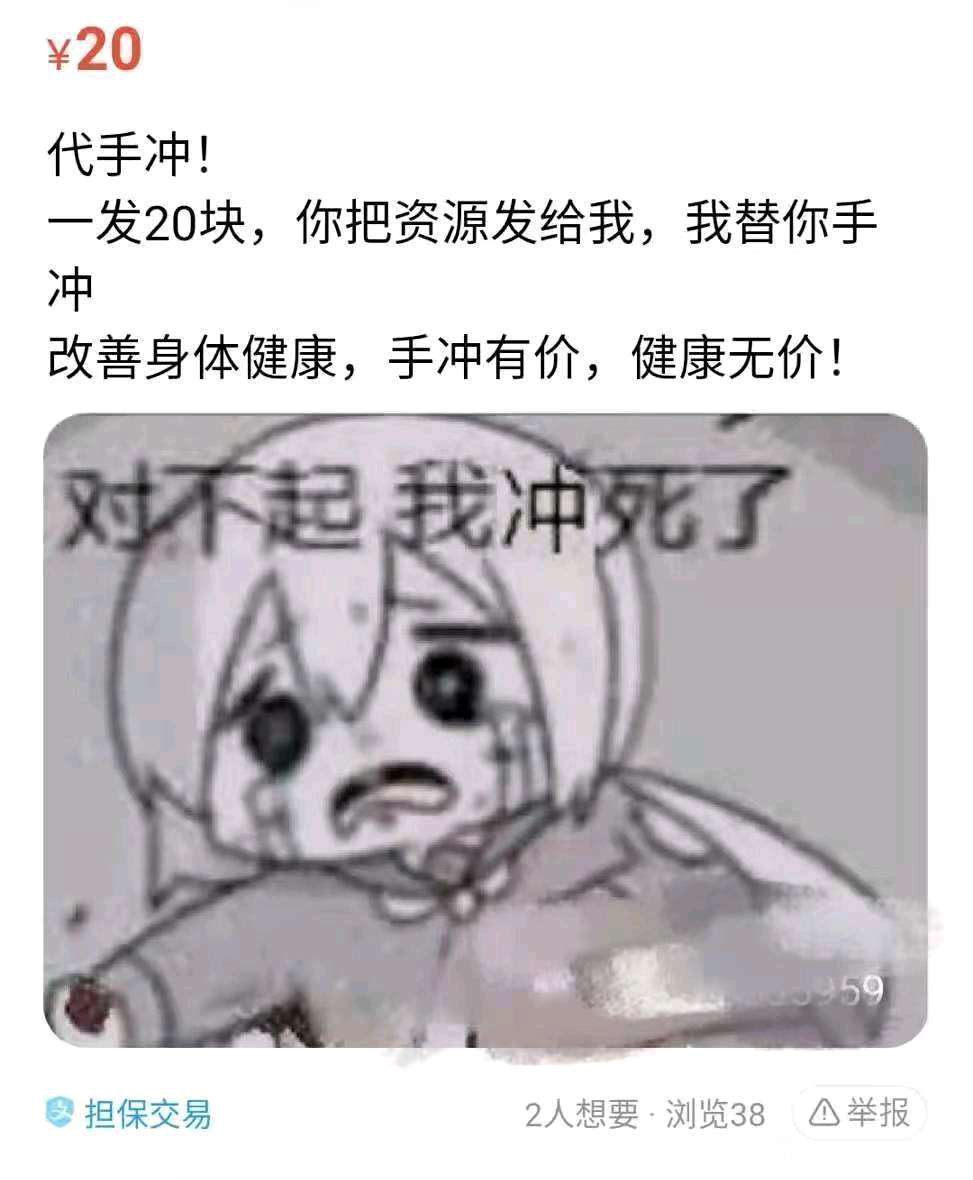 ¥20
代手冲！
一发20块，你把资源发给我，我替你手
冲
改善身体健康，手冲有价，健康无价！
对不起 我冲死了
5959
担保交易
2人想要 · 浏览38
举报